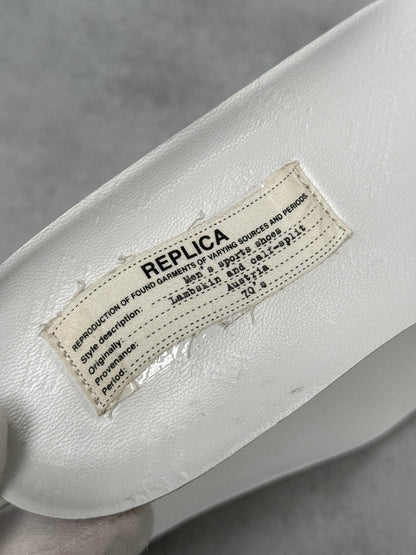 REPLICA
REPRODUCTION OF FOUND GARMENTS OF VARYING SOURCES AND PERIODS
Style description: Men's sports shoes
Originally: Lambskin and calf-split
Provenance: Austria
Period: 70's